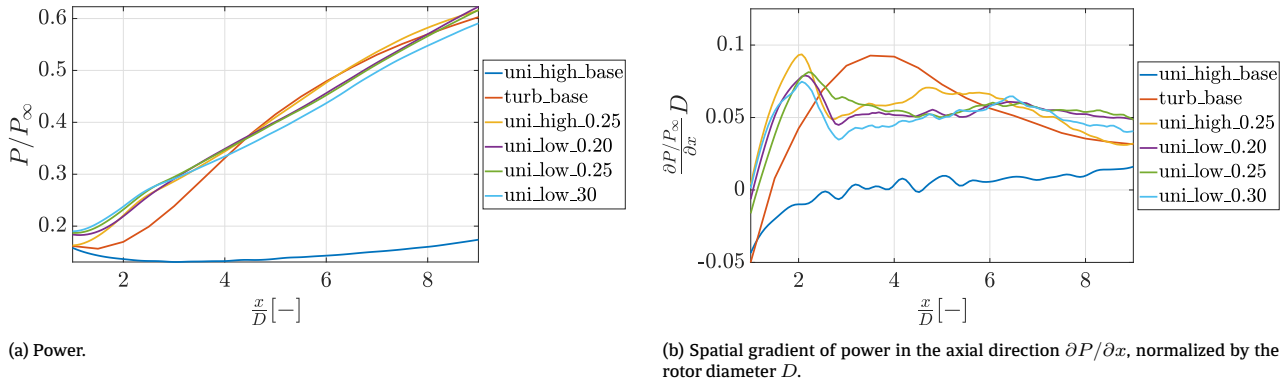 0.6
0.5
0.4
0.3
0.2
P/P∞
2
4
6
8
x/D [−]
uni_high_base
turb_base
uni_high_0.25
uni_low_0.20
uni_low_0.25
uni_low_30
(a) Power.
0.1
0.05
0
-0.05
∂P/P∞/∂x D
2
4
6
8
x/D [−]
uni_high_base
turb_base
uni_high_0.25
uni_low_0.20
uni_low_0.25
uni_low_0.30
(b) Spatial gradient of power in the axial direction ∂P/∂x, normalized by the
rotor diameter D.